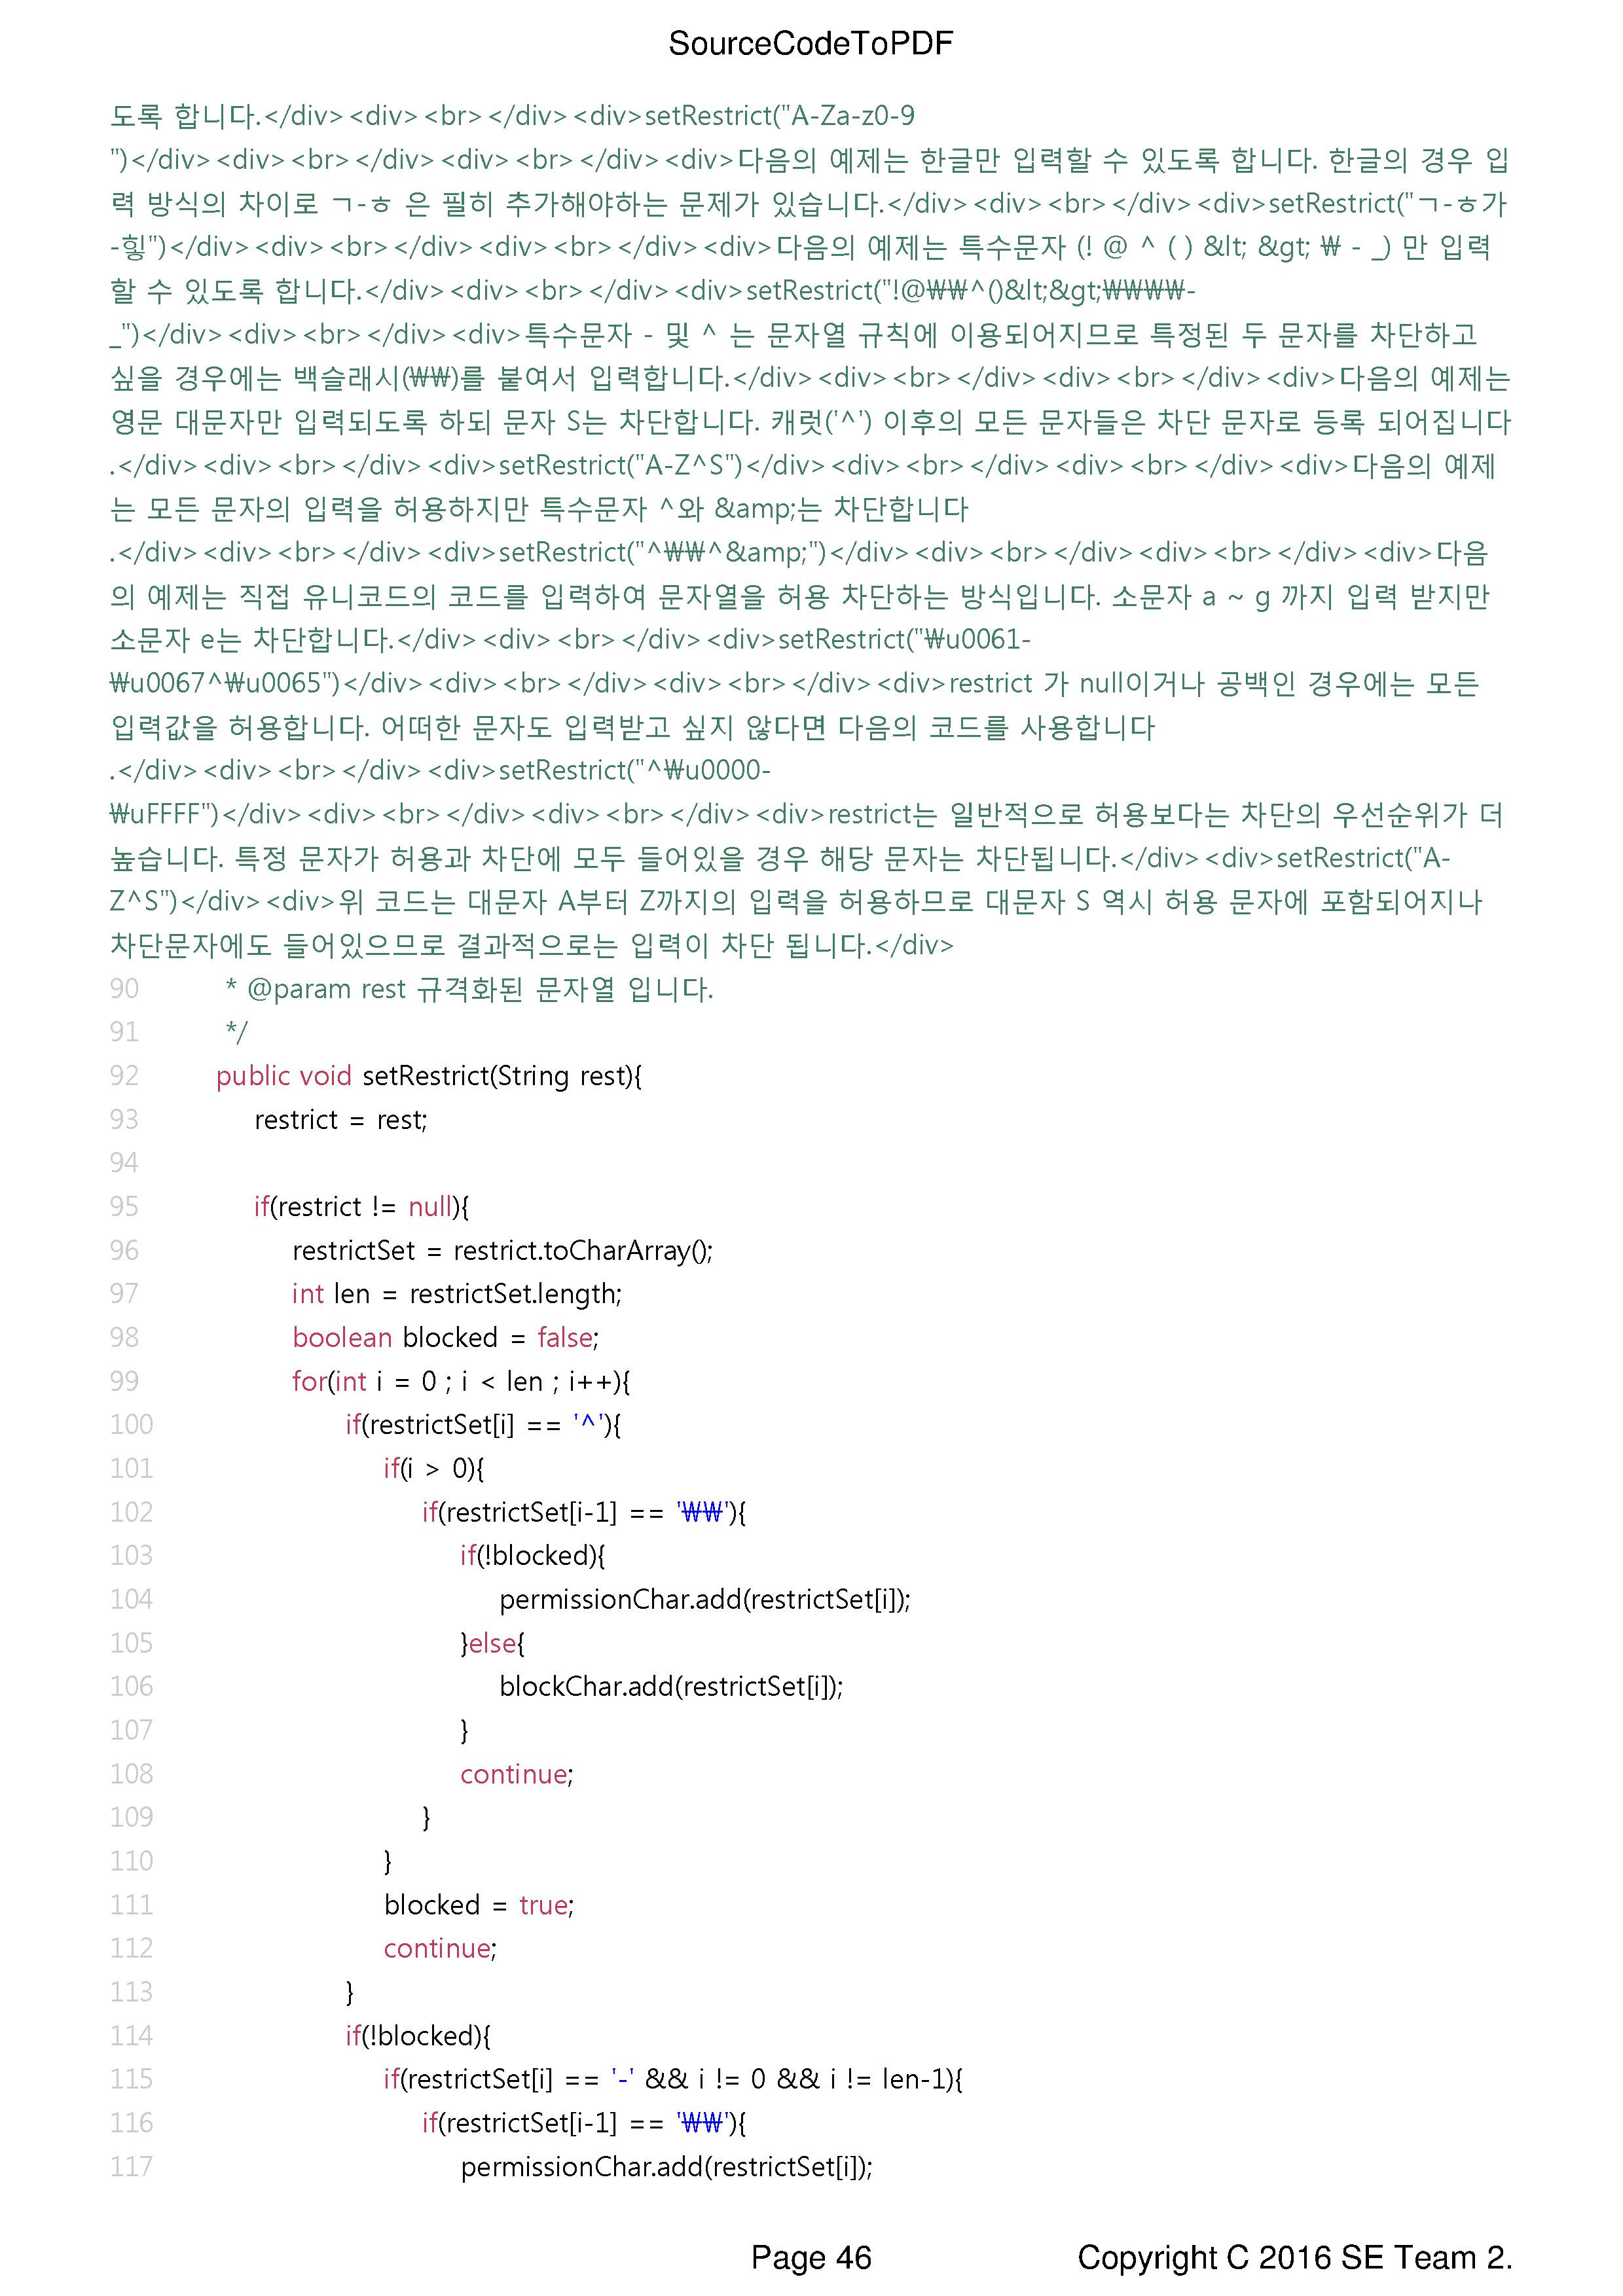 SourceCodeToPDF
도록 합니다.</div><div><br></div><div>setRestrict("A-Za-z0-9
")</div><div><br></div><div><br></div><div>다음의 예제는 한글만 입력할 수 있도록 합니다. 한글의 경우 입
력 방식의 차이로 ㄱ-ㅎ 은 필히 추가해야하는 문제가 있습니다.</div><div><br></div><div>setRestrict("ㄱ-ㅎ가
-힣")</div><div><br></div><div><br></div><div>다음의 예제는 특수문자 (! @ ^ ( ) &lt; &gt; ₩ - _) 만 입력
할 수 있도록 합니다.</div><div><br></div><div>setRestrict("!@₩₩^()&lt;&gt;₩₩₩₩-
_")</div><div><br></div><div>특수문자 - 및 ^ 는 문자열 규칙에 이용되어지므로 특정된 두 문자를 차단하고
싶을 경우에는 백슬래시(₩₩)를 붙여서 입력합니다.</div><div><br></div><div><br></div><div>다음의 예제는
영문 대문자만 입력되도록 하되 문자 S는 차단합니다. 캐럿('^') 이후의 모든 문자들은 차단 문자로 등록 되어집니다
.</div><div><br></div><div>setRestrict("A-Z^S")</div><div><br></div><div><br></div><div>다음의 예제
는 모든 문자의 입력을 허용하지만 특수문자 ^와 &amp;는 차단합니다
.</div><div><br></div><div>setRestrict("^₩₩^&amp;")</div><div><br></div><div><br></div><div>다음
의 예제는 직접 유니코드의 코드를 입력하여 문자열을 허용 차단하는 방식입니다. 소문자 a ~ g 까지 입력 받지만
소문자 e는 차단합니다.</div><div><br></div><div>setRestrict("₩u0061-
₩u0067^₩u0065")</div><div><br></div><div><br></div><div>restrict 가 null이거나 공백인 경우에는 모든
입력값을 허용합니다. 어떠한 문자도 입력받고 싶지 않다면 다음의 코드를 사용합니다
.</div><div><br></div><div>setRestrict("^₩u0000-
₩uFFFF")</div><div><br></div><div><br></div><div>restrict는 일반적으로 허용보다는 차단의 우선순위가 더
높습니다. 특정 문자가 허용과 차단에 모두 들어있을 경우 해당 문자는 차단됩니다.</div><div>setRestrict("A-
Z^S")</div><div>위 코드는 대문자 A부터 Z까지의 입력을 허용하므로 대문자 S 역시 허용 문자에 포함되어지나
차단문자에도 들어있으므로 결과적으로는 입력이 차단 됩니다.</div>
90 * @param rest 규격화된 문자열 입니다.
91 */
92 public void setRestrict(String rest){
93 restrict = rest;
94
95 if(restrict != null){
96 restrictSet = restrict.toCharArray();
97 int len = restrictSet.length;
98 boolean blocked = false;
99 for(int i = 0 ; i < len ; i++){
100 if(restrictSet[i] == '^'){
101 if(i > 0){
102 if(restrictSet[i-1] == '₩₩'){
103 if(!blocked){
104 permissionChar.add(restrictSet[i]);
105 }else{
106 blockChar.add(restrictSet[i]);
107 }
108 continue;
109 }
110 }
111 blocked = true;
112 continue;
113 }
114 if(!blocked){
115 if(restrictSet[i] == '-' && i != 0 && i != len-1){
116 if(restrictSet[i-1] == '₩₩'){
117 permissionChar.add(restrictSet[i]);
Page 46 Copyright C 2016 SE Team 2.